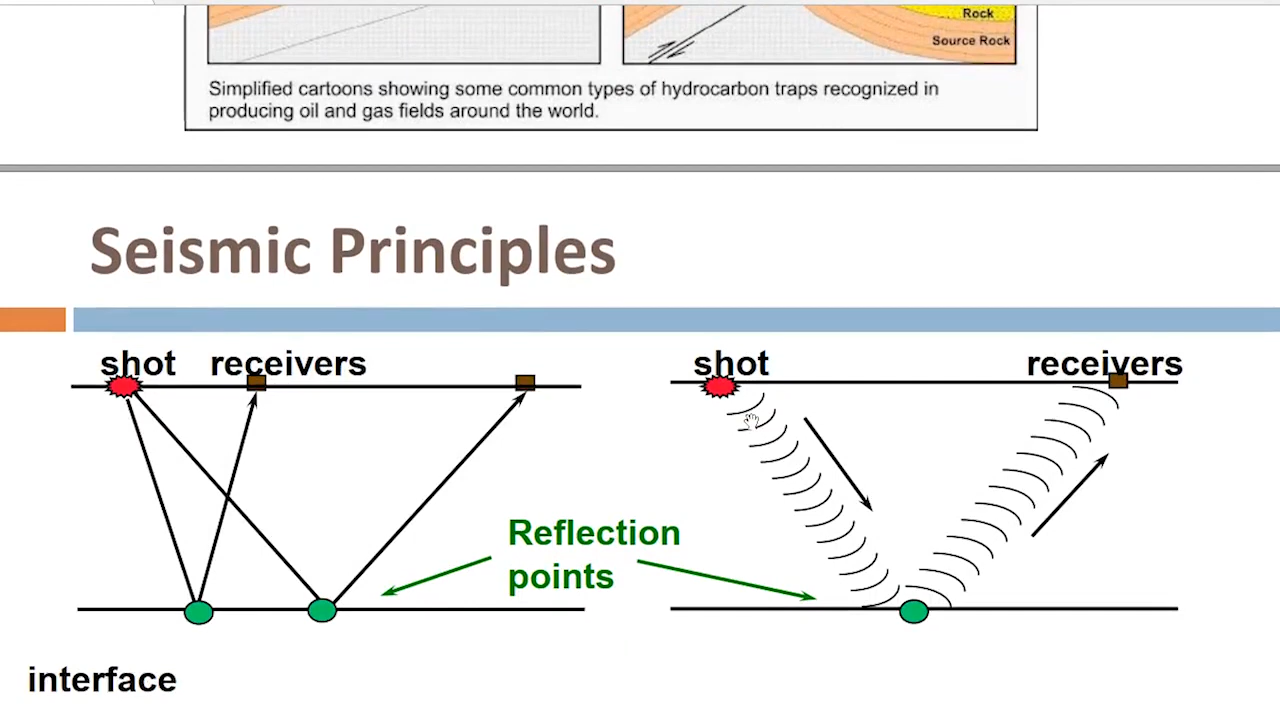 Rock
Source Rock
Simplified cartoons showing some common types of hydrocarbon traps recognized in
producing oil and gas fields around the world.
Seismic Principles
shot receivers
shot receivers
Reflection
points
interface